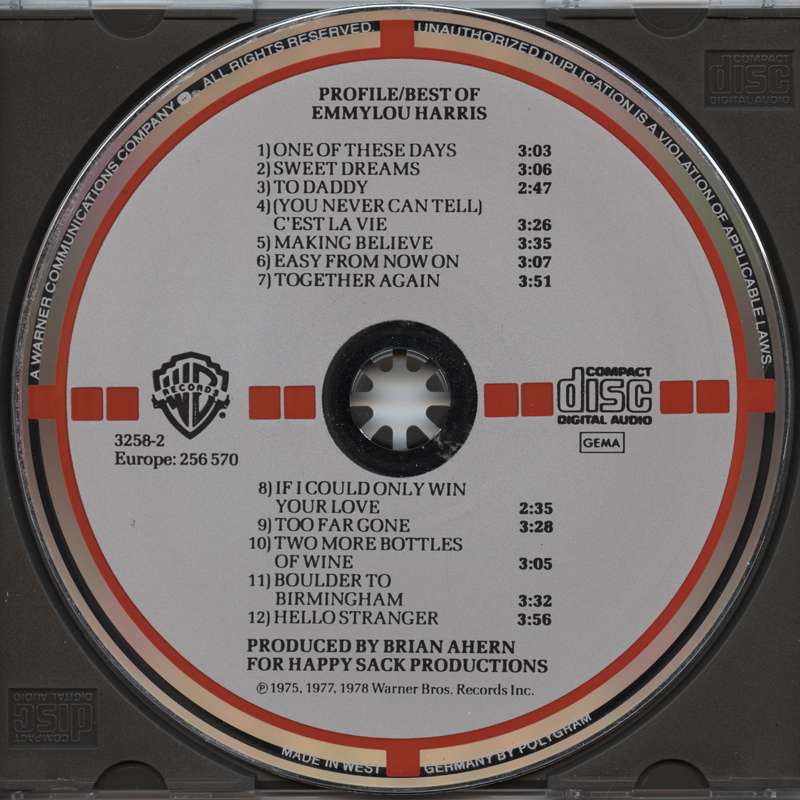 A WARNER COMMUNICATIONS COMPANY ℗® ALL RIGHTS RESERVED.
UNAUTHORIZED DUPLICATION IS A VIOLATION OF APPLICABLE LAWS
PROFILE/BEST OF
EMMYLOU HARRIS
1) ONE OF THESE DAYS 3:03
2) SWEET DREAMS 3:06
3) TO DADDY 2:47
4) (YOU NEVER CAN TELL)
C'EST LA VIE 3:26
5) MAKING BELIEVE 3:35
6) EASY FROM NOW ON 3:07
7) TOGETHER AGAIN 3:51
WB
RECORDS
COMPACT
disc
DIGITAL AUDIO
GEMA
3258-2
Europe: 256 570
8) IF I COULD ONLY WIN
YOUR LOVE 2:35
9) TOO FAR GONE 3:28
10) TWO MORE BOTTLES
OF WINE 3:05
11) BOULDER TO
BIRMINGHAM 3:32
12) HELLO STRANGER 3:56
PRODUCED BY BRIAN AHERN
FOR HAPPY SACK PRODUCTIONS
℗ 1975, 1977, 1978 Warner Bros. Records Inc.
MADE IN WEST GERMANY BY POLYGRAM
COMPACT
disc
DIGITAL AUDIO
COMPACT
disc
DIGITAL AUDIO